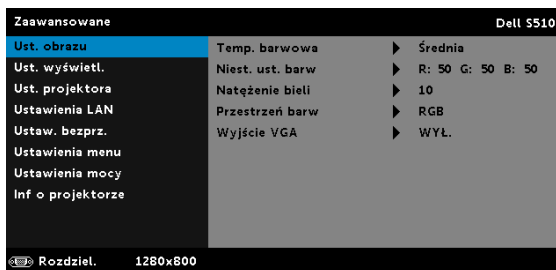 Zaawansowane Dell S510
Ust. obrazu Temp. barwowa Średnia
Ust. wyświetl. Niest. ust. barw R: 50 G: 50 B: 50
Ust. projektora Natężenie bieli 10
Ustawienia LAN Przestrzeń barw RGB
Ustaw. bezprz. Wyjście VGA WYŁ.
Ustawienia menu
Ustawienia mocy
Inf o projektorze
Rozdziel. 1280x800